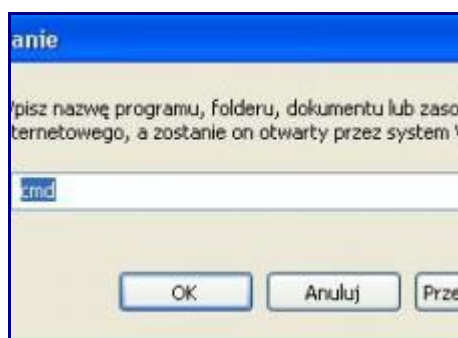 anie
pisz nazwę programu, folderu, dokumentu lub zaso
ternetowego, a zostanie on otwarty przez system
cmd
OK Anuluj Prze